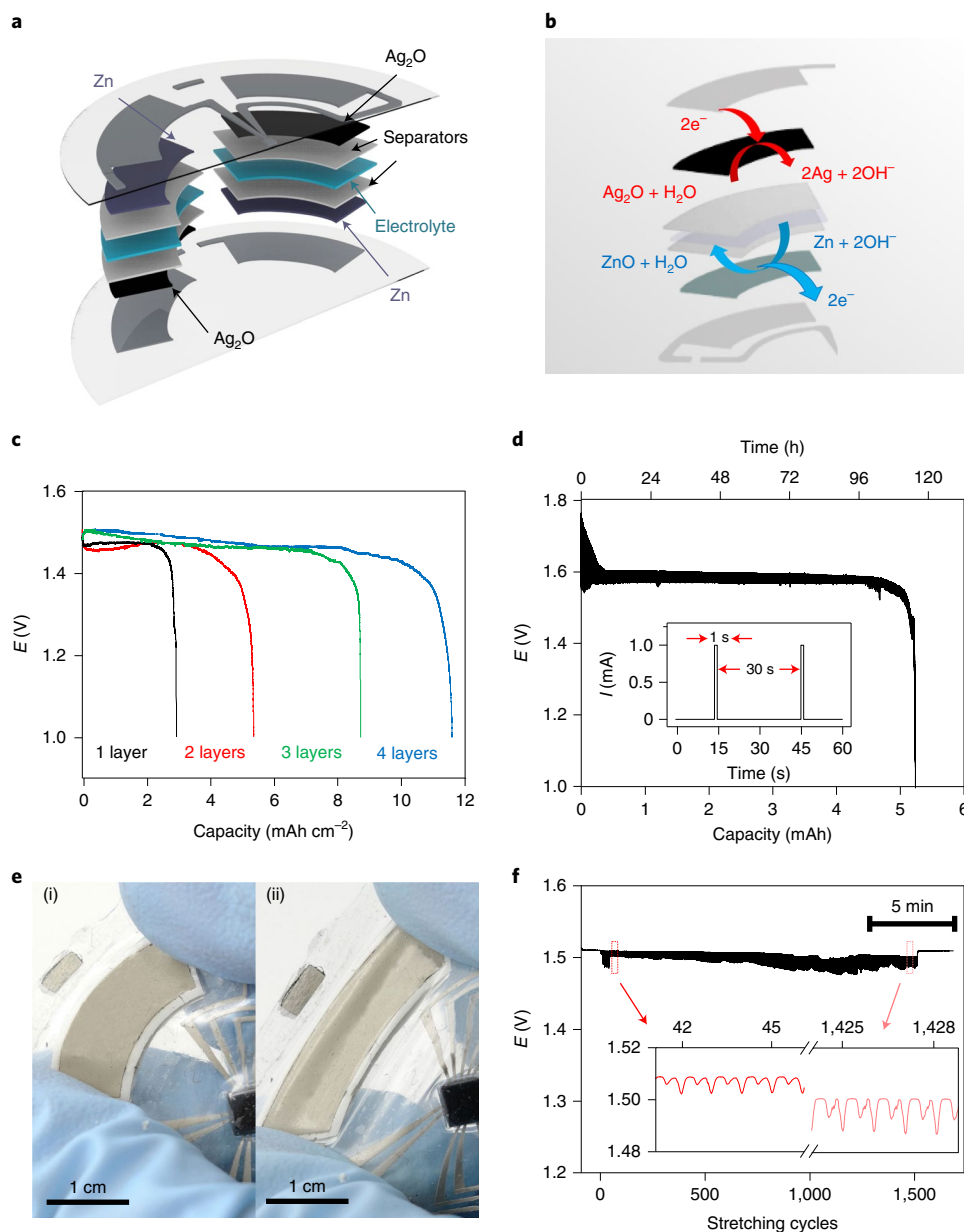 a
Ag₂O
Zn
Separators
Electrolyte
Zn
Ag₂O
b
2e⁻
2Ag + 2OH⁻
Ag₂O + H₂O
Zn + 2OH⁻
ZnO + H₂O
2e⁻
c
1.6
1.4
1.2
1.0
E (V)
1 layer 2 layers 3 layers 4 layers
0 2 4 6 8 10 12
Capacity (mAh cm⁻²)
d
Time (h)
0 24 48 72 96 120
1.8
1.6
1.4
1.2
1.0
E (V)
1 s
30 s
1.0
0.5
0
I (mA)
0 15 30 45 60
Time (s)
0 1 2 3 4 5 6
Capacity (mAh)
e
(i) (ii)
1 cm 1 cm
f
1.6
1.5
1.4
1.3
1.2
E (V)
5 min
42 45 1,425 1,428
1.52
1.50
1.48
0 500 1,000 1,500
Stretching cycles